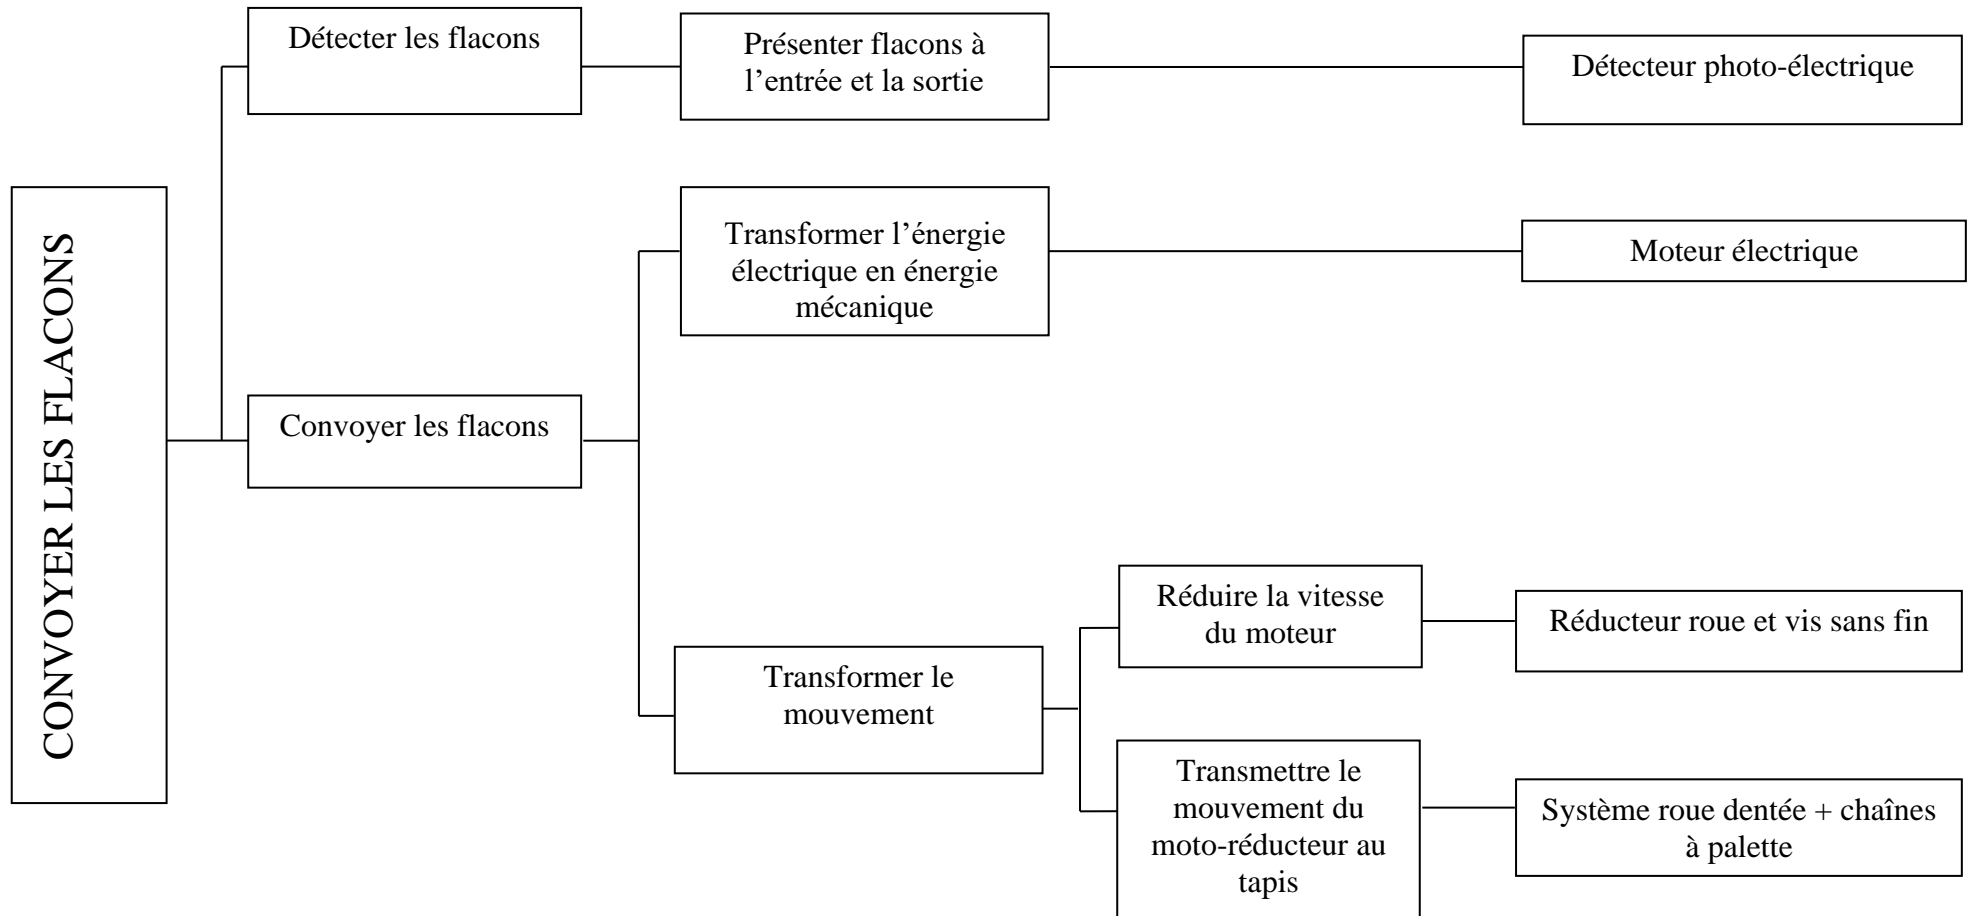 CONVOYER LES FLACONS
Détecter les flacons
Présenter flacons à
l’entrée et la sortie
Détecteur photo-électrique
Convoyer les flacons
Transformer l’énergie
électrique en énergie
mécanique
Moteur électrique
Transformer le
mouvement
Réduire la vitesse
du moteur
Réducteur roue et vis sans fin
Transmettre le
mouvement du
moto-réducteur au
tapis
Système roue dentée + chaînes
à palette